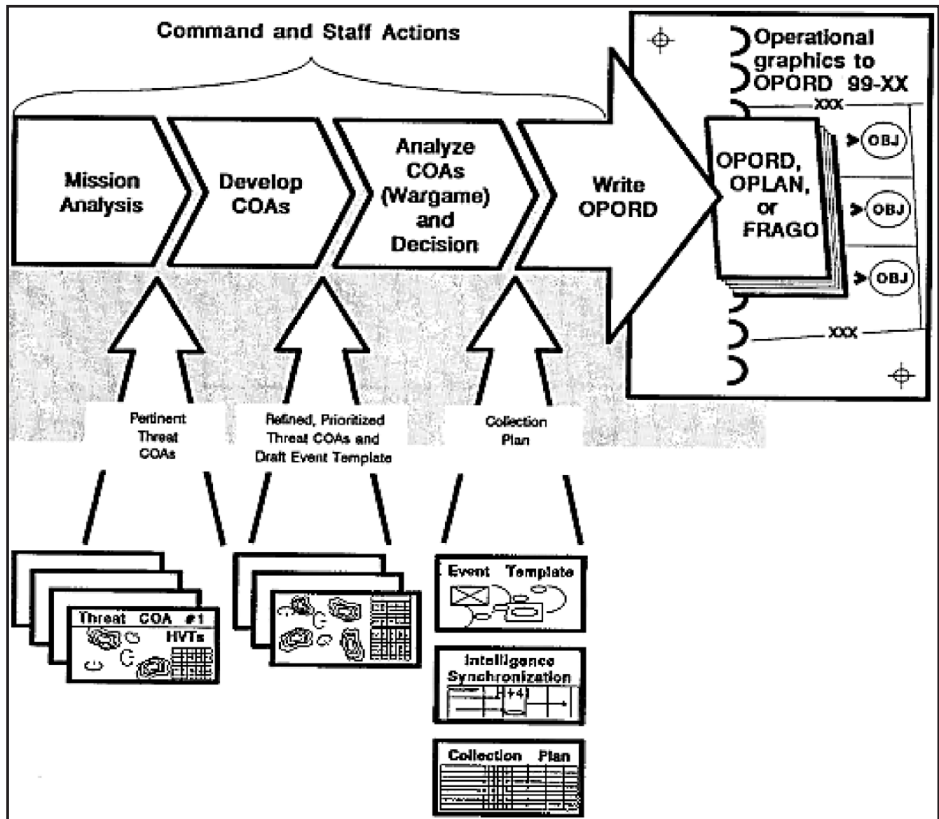 Command and Staff Actions
Mission
Analysis
Develop
COAs
Analyze
COAs
(Wargame)
and
Decision
Write
OPORD
Operational
graphics to
OPORD 99-XX
XXX
OPORD,
OPLAN,
or
FRAGO
OBJ
OBJ
OBJ
XXX
Pertinent
Threat
COAs
Refined, Prioritized
Threat COAs and
Draft Event Template
Collection
Plan
Threat COA #1
HVTs
Event Template
Intelligence
Synchronization
H+4
Collection Plan